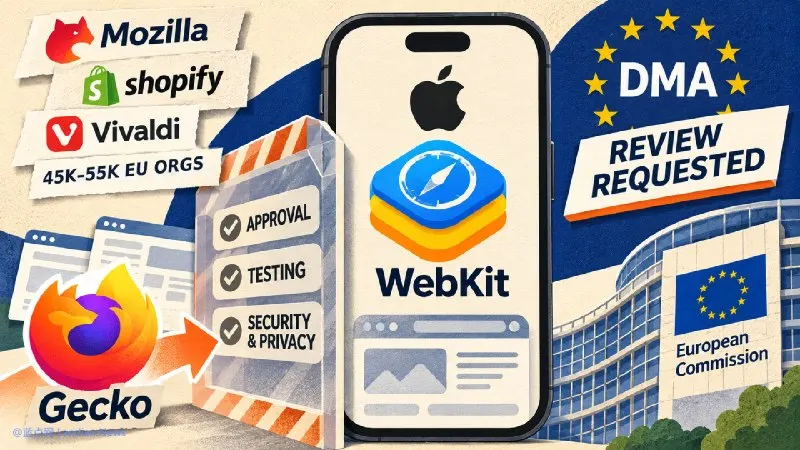 Mozilla
shopify
Vivaldi
45K-55K EU ORGS
APPROVAL
TESTING
SECURITY
& PRIVACY
Gecko
WebKit
DMA
REVIEW
REQUESTED
European
Commission